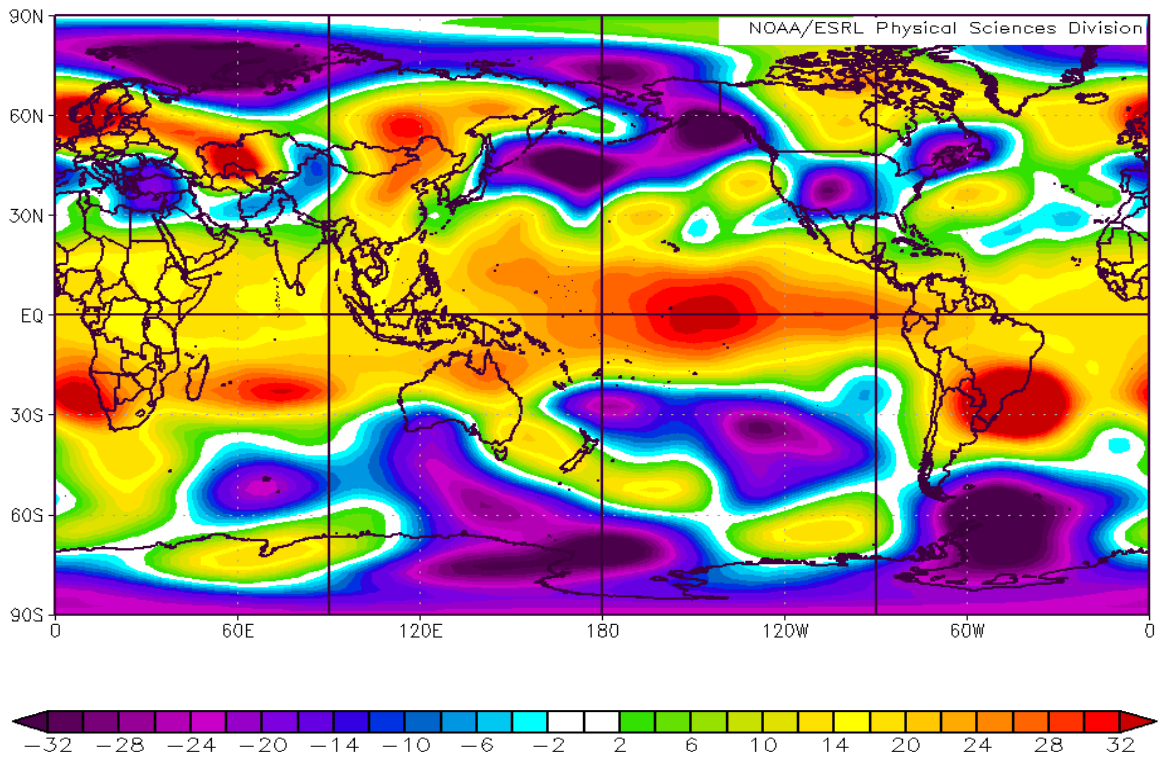 90N
NOAA/ESRL Physical Sciences Division
60N
30N
EQ
30S
60S
90S
0 60E 120E 180 120W 60W 0
−32 −28 −24 −20 −14 −10 −6 −2 2 6 10 14 20 24 28 32